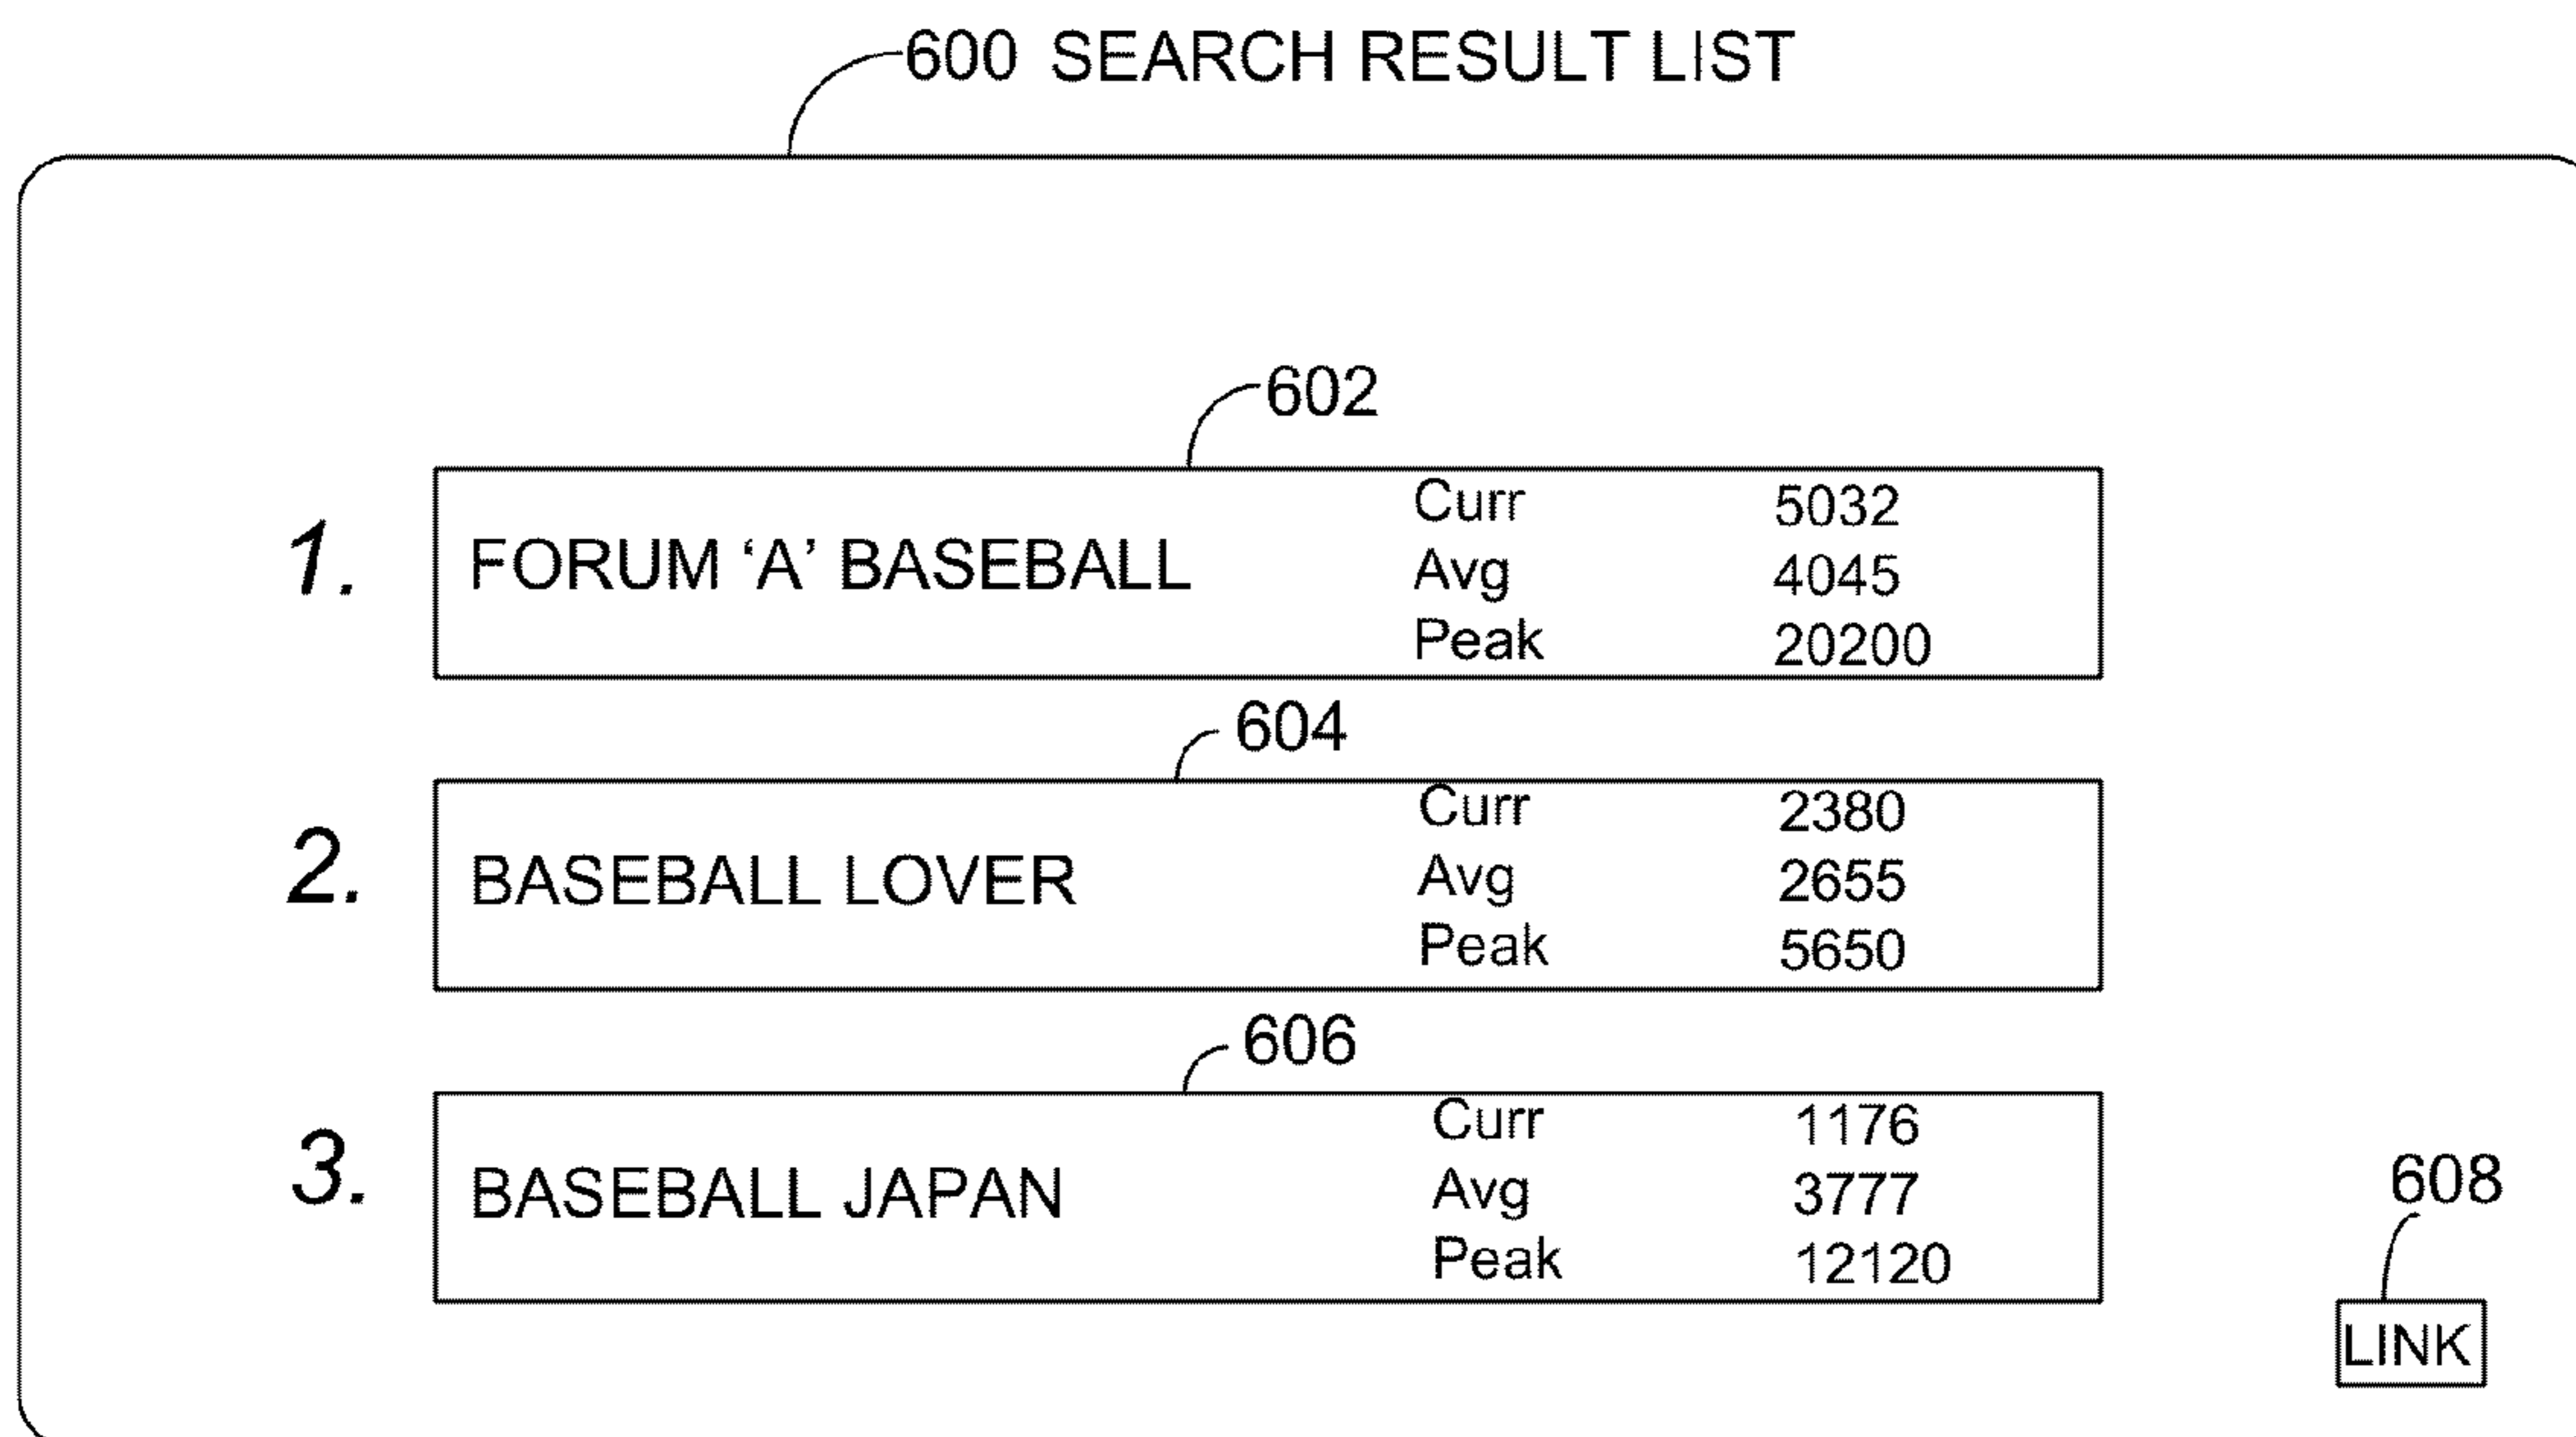 600 SEARCH RESULT LIST
602
1.
FORUM ‘A’ BASEBALL
Curr 5032
Avg 4045
Peak 20200
604
2.
BASEBALL LOVER
Curr 2380
Avg 2655
Peak 5650
606
3.
BASEBALL JAPAN
Curr 1176
Avg 3777
Peak 12120
608
LINK